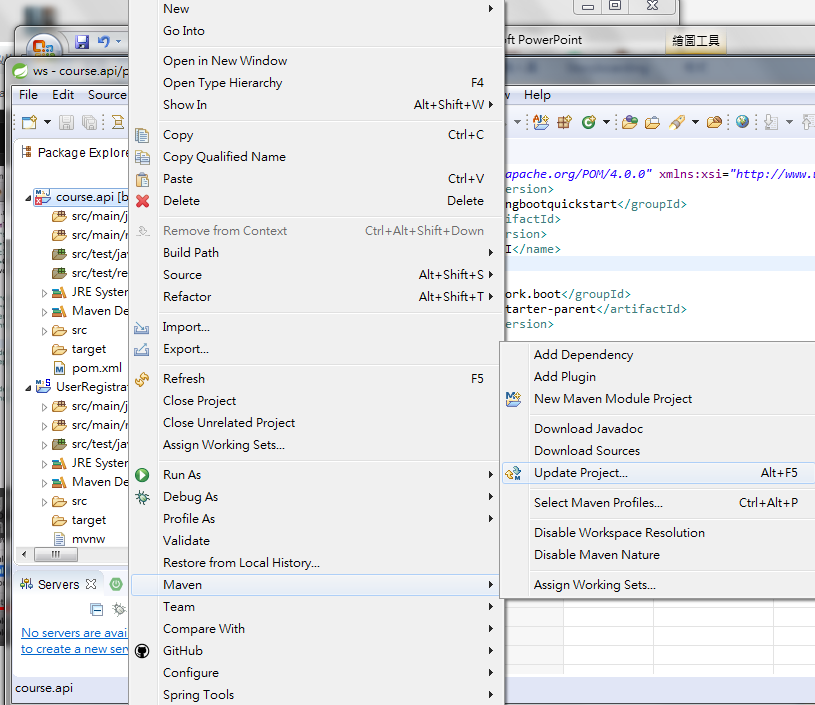 New
Go Into
ft PowerPoint
繪圖工具
Open in New Window
ws - course.api/p
Open Type Hierarchy F4
File Edit Source
Help
Show In Alt+Shift+W
Copy Ctrl+C
Package Explore
Copy Qualified Name
Paste Ctrl+V
Delete Delete
Remove from Context Ctrl+Alt+Shift+Down
Build Path
Source Alt+Shift+S
Refactor Alt+Shift+T
Import...
Export...
Refresh F5
Close Project
Close Unrelated Project
Assign Working Sets...
Run As
Debug As
Profile As
Validate
Restore from Local History...
Maven
Team
Compare With
GitHub
Configure
Spring Tools
course.api [b
src/main/j
src/main/r
src/test/jav
src/test/re
JRE System
Maven De
src
target
pom.xml
UserRegistra
src/main/j
src/main/r
src/test/jav
JRE System
Maven De
src
target
mvnw
Servers
No servers are avai
to create a new serv
course.api
apache.org/POM/4.0.0" xmlns:xsi="http://www.w
ersion>
ngbootquickstart</groupId>
ifactId>
rsion>
I</name>
ork.boot</groupId>
tarter-parent</artifactId>
ersion>
Add Dependency
Add Plugin
New Maven Module Project
Download Javadoc
Download Sources
Update Project... Alt+F5
Select Maven Profiles... Ctrl+Alt+P
Disable Workspace Resolution
Disable Maven Nature
Assign Working Sets...